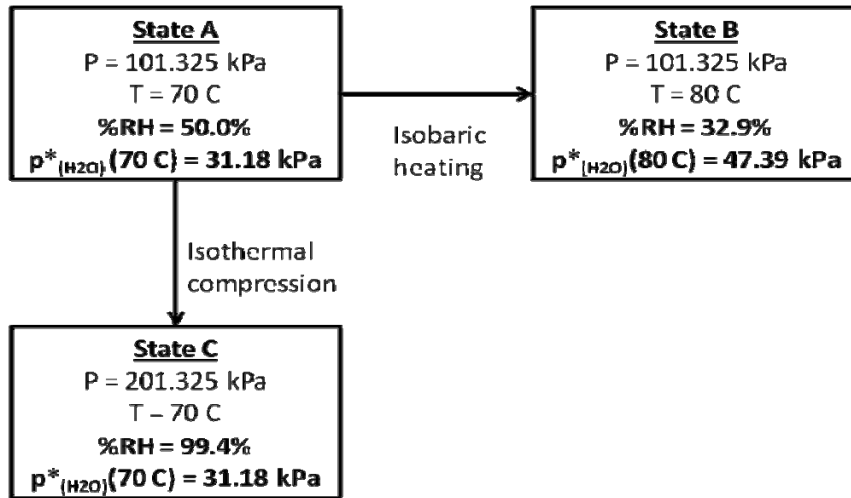 State A
P = 101.325 kPa
T = 70 C
%RH = 50.0%
p*(H2O)(70 C) = 31.18 kPa
Isobaric
heating
State B
P = 101.325 kPa
T = 80 C
%RH = 32.9%
p*(H2O)(80 C) = 47.39 kPa
Isothermal
compression
State C
P = 201.325 kPa
T – 70 C
%RH = 99.4%
p*(H2O)(70 C) = 31.18 kPa